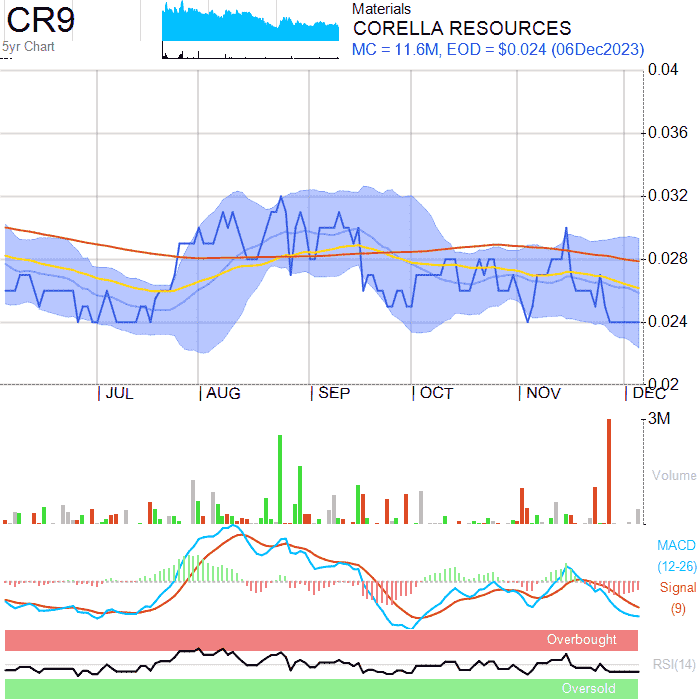 CR9
5yr Chart
Materials
CORELLA RESOURCES
MC = 11.6M, EOD = $0.024 (06Dec2023)
0.04
0.036
0.032
0.028
0.024
0.02
JUL
AUG
SEP
OCT
NOV
DEC
3M
Volume
MACD
(12-26)
Signal
(9)
Overbought
RSI(14)
Oversold